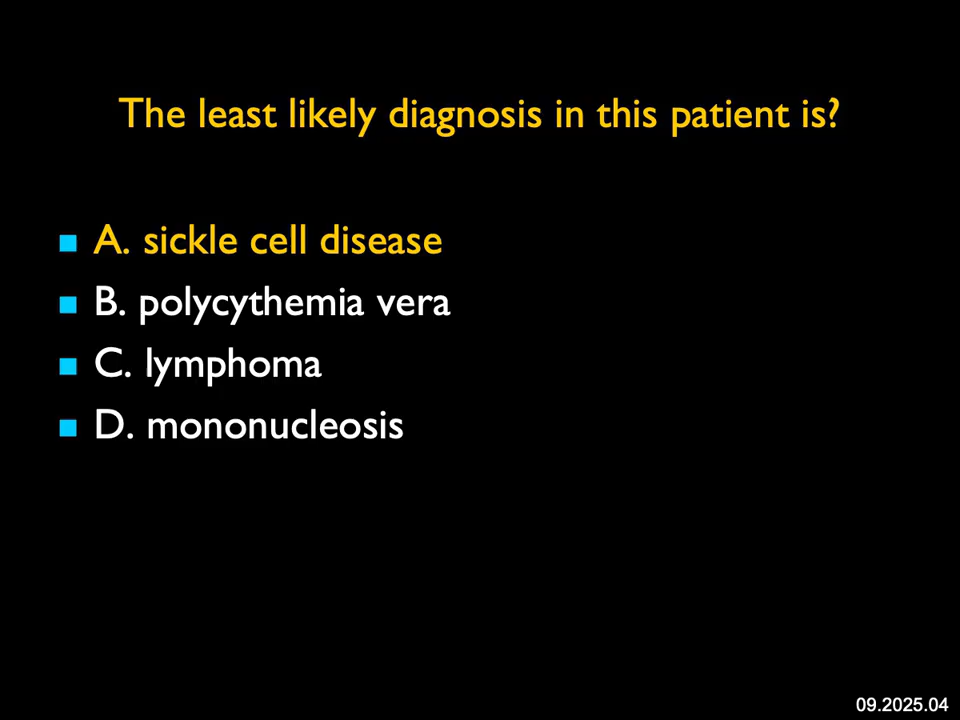 The least likely diagnosis in this patient is?
A. sickle cell disease
B. polycythemia vera
C. lymphoma
D. mononucleosis
09.2025.04